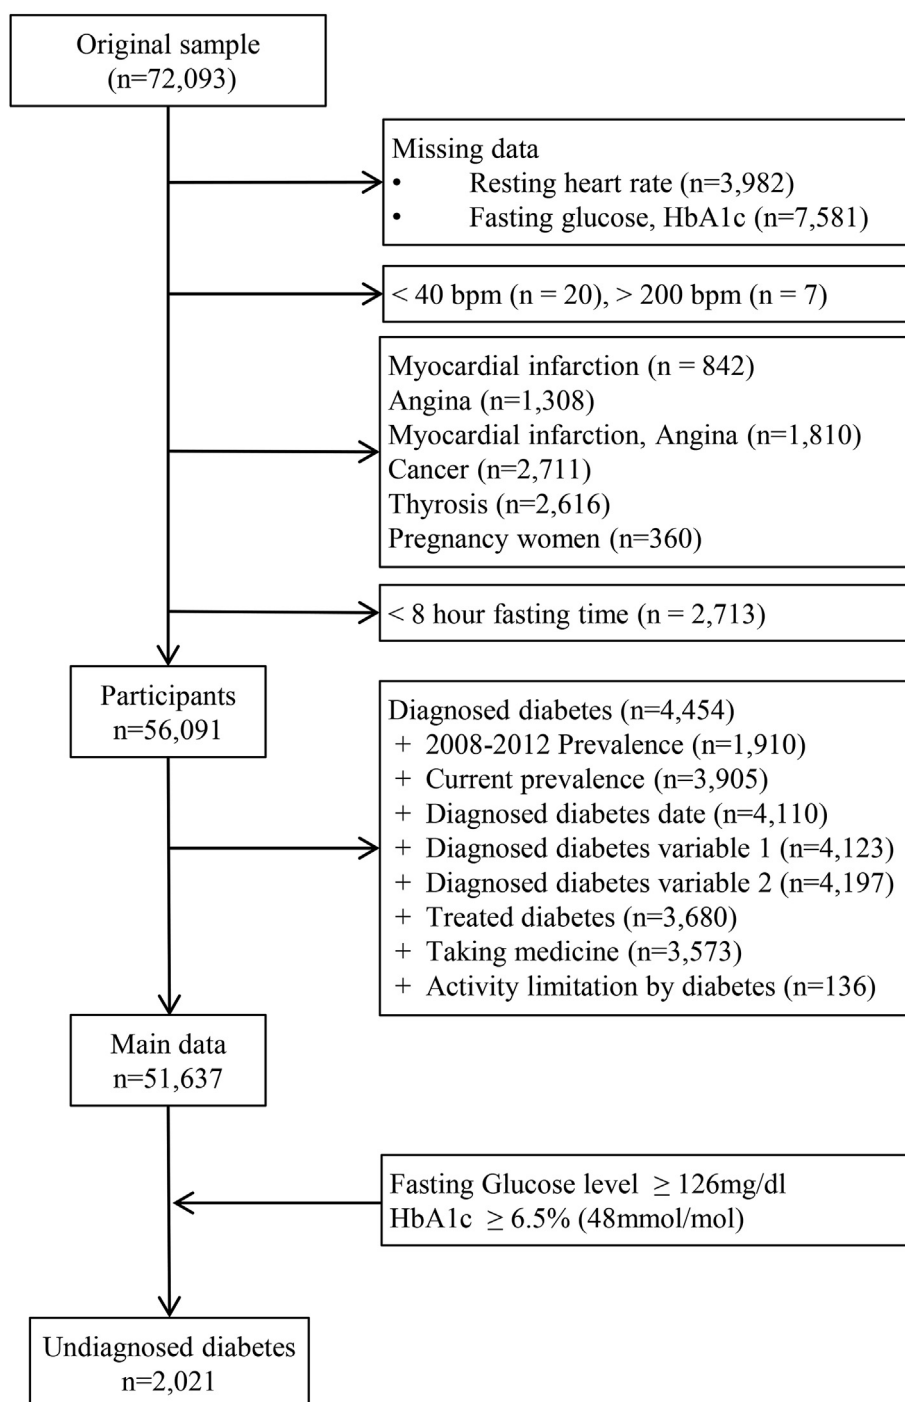 Original sample
(n=72,093)
Missing data
• Resting heart rate (n=3,982)
• Fasting glucose, HbA1c (n=7,581)
< 40 bpm (n = 20), > 200 bpm (n = 7)
Myocardial infarction (n = 842)
Angina (n=1,308)
Myocardial infarction, Angina (n=1,810)
Cancer (n=2,711)
Thyrosis (n=2,616)
Pregnancy women (n=360)
< 8 hour fasting time (n = 2,713)
Participants
n=56,091
Diagnosed diabetes (n=4,454)
+ 2008-2012 Prevalence (n=1,910)
+ Current prevalence (n=3,905)
+ Diagnosed diabetes date (n=4,110)
+ Diagnosed diabetes variable 1 (n=4,123)
+ Diagnosed diabetes variable 2 (n=4,197)
+ Treated diabetes (n=3,680)
+ Taking medicine (n=3,573)
+ Activity limitation by diabetes (n=136)
Main data
n=51,637
Fasting Glucose level ≥ 126mg/dl
HbA1c ≥ 6.5% (48mmol/mol)
Undiagnosed diabetes
n=2,021